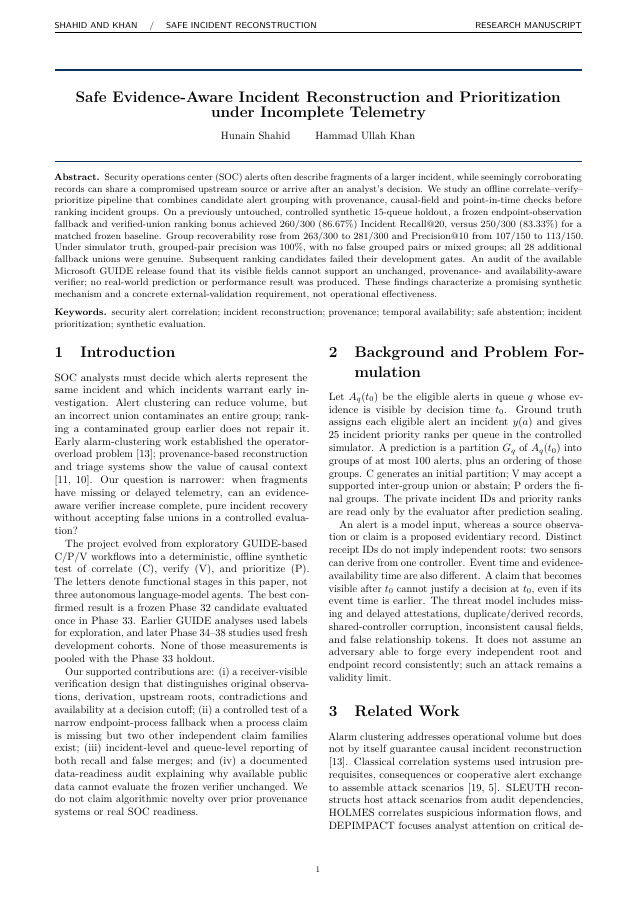 SHAHID AND KHAN / SAFE INCIDENT RECONSTRUCTION
RESEARCH MANUSCRIPT
Safe Evidence-Aware Incident Reconstruction and Prioritization
under Incomplete Telemetry
Hunain Shahid Hammad Ullah Khan
Abstract. Security operations center (SOC) alerts often describe fragments of a larger incident, while seemingly corroborating
records can share a compromised upstream source or arrive after an analyst's decision. We study an offline correlate–verify–
prioritize pipeline that combines candidate alert grouping with provenance, causal-field and point-in-time checks before
ranking incident groups. On a previously untouched, controlled synthetic 15-queue holdout, a frozen endpoint-observation
fallback and verified-union ranking bonus achieved 260/300 (86.67%) Incident Recall@20, versus 250/300 (83.33%) for a
matched frozen baseline. Group recoverability rose from 263/300 to 281/300 and Precision@10 from 107/150 to 113/150.
Under simulator truth, grouped-pair precision was 100%, with no false grouped pairs or mixed groups; all 28 additional
fallback unions were genuine. Subsequent ranking candidates failed their development gates. An audit of the available
Microsoft GUIDE release found that its visible fields cannot support an unchanged, provenance- and availability-aware
verifier; no real-world prediction or performance result was produced. These findings characterize a promising synthetic
mechanism and a concrete external-validation requirement, not operational effectiveness.
Keywords. security alert correlation; incident reconstruction; provenance; temporal availability; safe abstention; incident
prioritization; synthetic evaluation.
1 Introduction
SOC analysts must decide which alerts represent the
same incident and which incidents warrant early in-
vestigation. Alert clustering can reduce volume, but
an incorrect union contaminates an entire group; rank-
ing a contaminated group earlier does not repair it.
Early alarm-clustering work established the operator-
overload problem [13]; provenance-based reconstruction
and triage systems show the value of causal context
[11, 10]. Our question is narrower: when fragments
have missing or delayed telemetry, can an evidence-
aware verifier increase complete, pure incident recovery
without accepting false unions in a controlled evalua-
tion?
The project evolved from exploratory GUIDE-based
C/P/V workflows into a deterministic, offline synthetic
test of correlate (C), verify (V), and prioritize (P).
The letters denote functional stages in this paper, not
three autonomous language-model agents. The best con-
firmed result is a frozen Phase 32 candidate evaluated
once in Phase 33. Earlier GUIDE analyses used labels
for exploration, and later Phase 34–38 studies used fresh
development cohorts. None of those measurements is
pooled with the Phase 33 holdout.
Our supported contributions are: (i) a receiver-visible
verification design that distinguishes original observa-
tions, derivation, upstream roots, contradictions and
availability at a decision cutoff; (ii) a controlled test of a
narrow endpoint-process fallback when a process claim
is missing but two other independent claim families
exist; (iii) incident-level and queue-level reporting of
both recall and false merges; and (iv) a documented
data-readiness audit explaining why available public
data cannot evaluate the frozen verifier unchanged. We
do not claim algorithmic novelty over prior provenance
systems or real SOC readiness.
2 Background and Problem For-
mulation
Let Aq(t0) be the eligible alerts in queue q whose ev-
idence is visible by decision time t0. Ground truth
assigns each eligible alert an incident y(a) and gives
25 incident priority ranks per queue in the controlled
simulator. A prediction is a partition Gq of Aq(t0) into
groups of at most 100 alerts, plus an ordering of those
groups. C generates an initial partition; V may accept a
supported inter-group union or abstain; P orders the fi-
nal groups. The private incident IDs and priority ranks
are read only by the evaluator after prediction sealing.
An alert is a model input, whereas a source observa-
tion or claim is a proposed evidentiary record. Distinct
receipt IDs do not imply independent roots: two sensors
can derive from one controller. Event time and evidence-
availability time are also different. A claim that becomes
visible after t0 cannot justify a decision at t0, even if its
event time is earlier. The threat model includes miss-
ing and delayed attestations, duplicate/derived records,
shared-controller corruption, inconsistent causal fields,
and false relationship tokens. It does not assume an
adversary able to forge every independent root and
endpoint record consistently; such an attack remains a
validity limit.
3 Related Work
Alarm clustering addresses operational volume but does
not by itself guarantee causal incident reconstruction
[13]. Classical correlation systems used intrusion pre-
requisites, consequences or cooperative alert exchange
to assemble attack scenarios [19, 5]. SLEUTH recon-
structs host attack scenarios from audit dependencies,
HOLMES correlates suspicious information flows, and
DEPIMPACT focuses analyst attention on critical de-
1